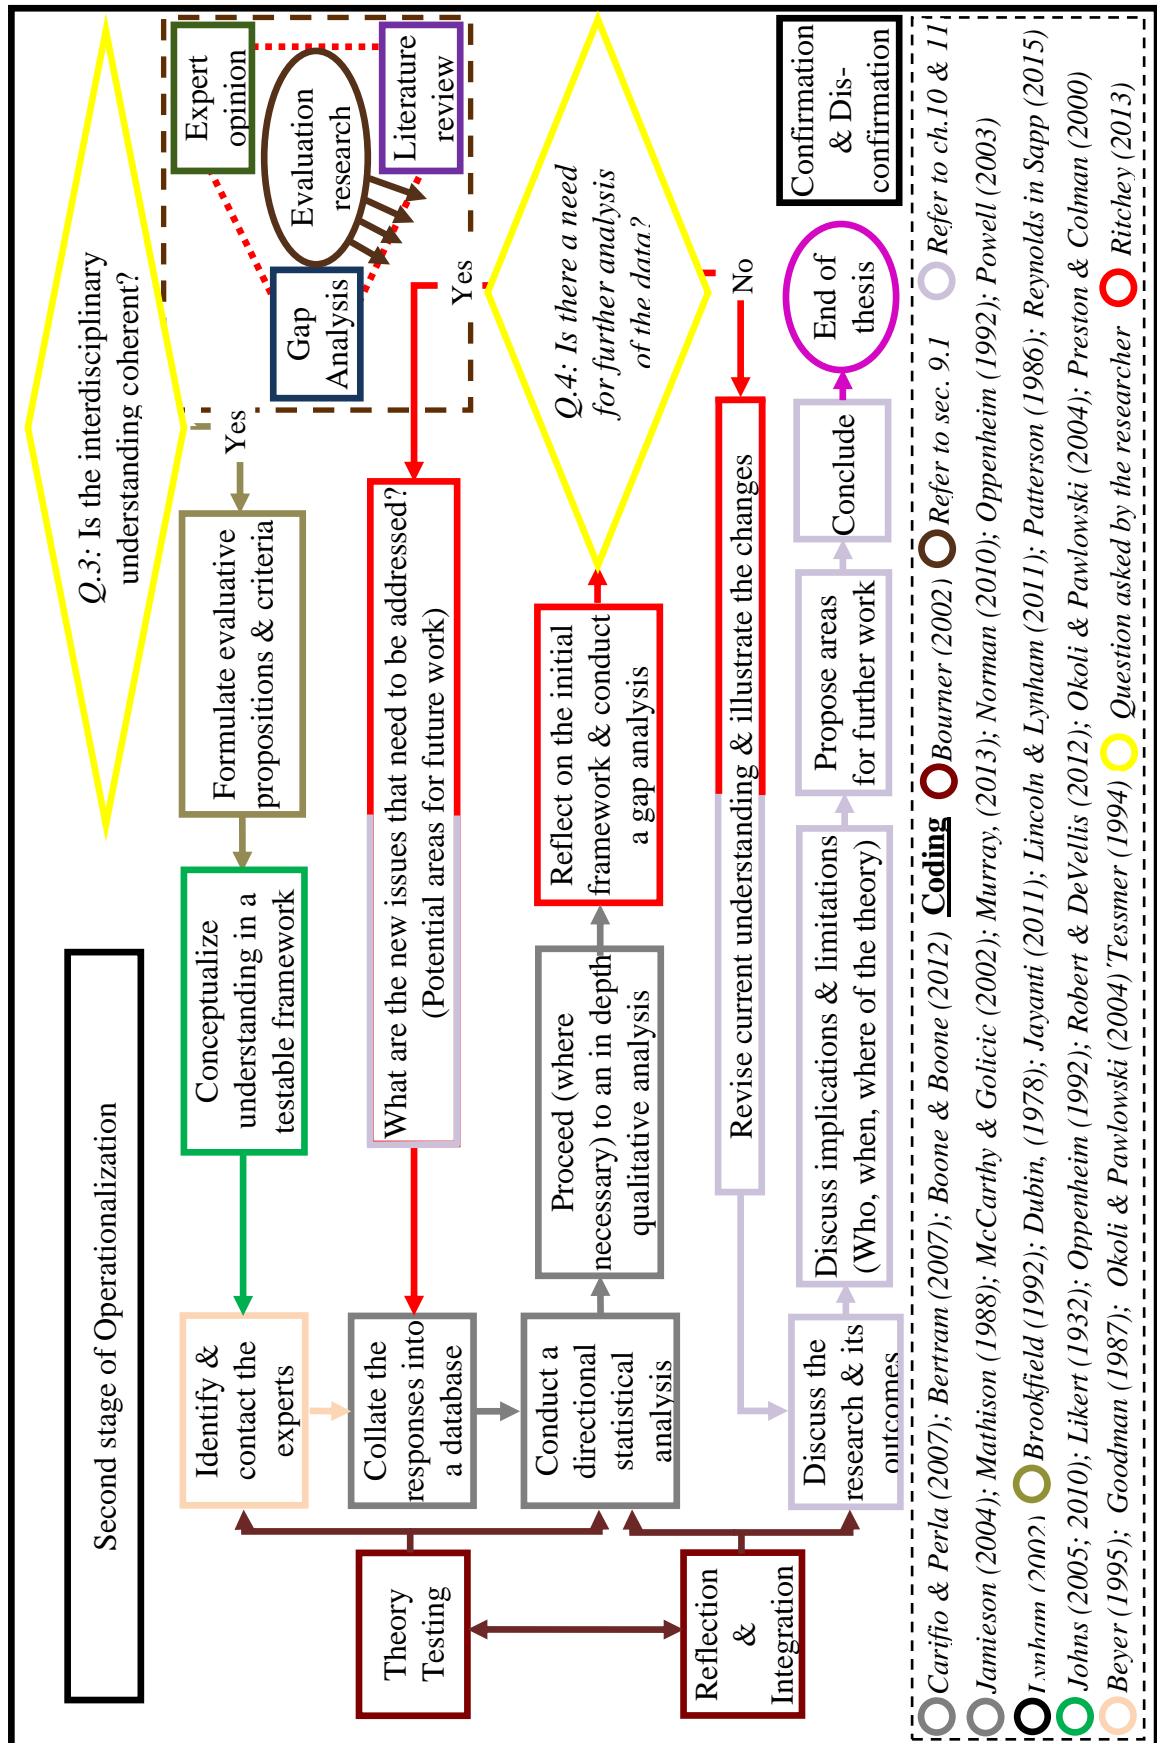 Second stage of Operationalization
Theory
Testing
Reflection
&
Integration
Identify &
contact the
experts
Conceptualize
understanding in a
testable framework
Formulate evaluative
propositions & criteria
Yes
Q.3: Is the interdisciplinary
understanding coherent?
Expert
opinion
Evaluation
research
Gap
Analysis
Literature
review
Collate the
responses into
a database
What are the new issues that need to be addressed?
(Potential areas for future work)
Yes
Conduct a
directional
statistical
analysis
Proceed (where
necessary) to an in depth
qualitative analysis
Reflect on the initial
framework & conduct
a gap analysis
Q.4: Is there a need
for further analysis
of the data?
No
Revise current understanding & illustrate the changes
Discuss the
research & its
outcomes
Discuss implications & limitations
(Who, when, where of the theory)
Propose areas
for further work
Conclude
End of
thesis
Confirmation
& Dis-
confirmation
Carifio & Perla (2007); Bertram (2007); Boone & Boone (2012) Coding Bourner (2002) Refer to sec. 9.1 Refer to ch.10 & 11
Jamieson (2004); Mathison (1988); McCarthy & Golicic (2002); Murray, (2013); Norman (2010); Oppenheim (1992); Powell (2003)
Lynham (2002) Brookfield (1992); Dubin, (1978); Jayanti (2011); Lincoln & Lynham (2011); Patterson (1986); Reynolds in Sapp (2015)
Johns (2005; 2010); Likert (1932); Oppenheim (1992); Robert & DeVellis (2012); Okoli & Pawlowski (2004); Preston & Colman (2000)
Beyer (1995); Goodman (1987); Okoli & Pawlowski (2004) Tessmer (1994) Question asked by the researcher Ritchey (2013)